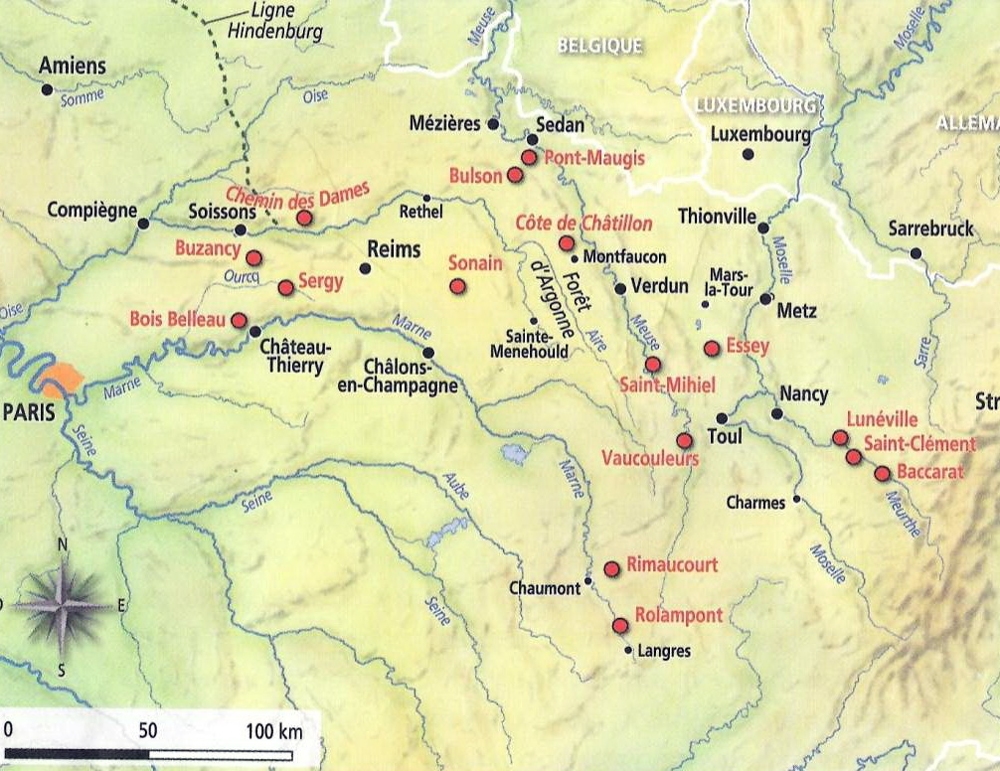 Ligne
Hindenburg
Meuse
BELGIQUE
Moselle
Amiens
Somme
Oise
LUXEMBOURG
Luxembourg
ALLEMA
Mézières
Sedan
Pont-Maugis
Bulson
Chemin des Dames
Compiègne
Soissons
Rethel
Côte de Châtillon
Thionville
Sarrebruck
Buzancy
Reims
Montfaucon
Moselle
Ourcq
Sergy
Sonain
Forêt
d'Argonne
Verdun
Mars-
la-Tour
Metz
Oise
Bois Belleau
Marne
Sainte-
Menehould
Aire
Meuse
Essey
Sarre
Château-
Thierry
Châlons-
en-Champagne
Saint-Mihiel
PARIS
Marne
Nancy
Str
Toul
Lunéville
Saint-Clément
Baccarat
Seine
Vaucouleurs
Marne
Aube
Seine
Charmes
Meurthe
N
Moselle
Rimaucourt
Chaumont
O
E
Seine
Rolampont
Langres
S
0 50 100 km